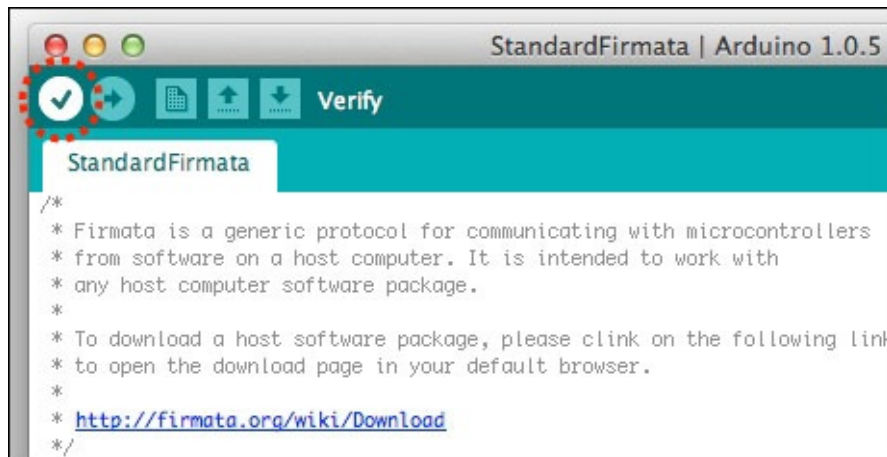 StandardFirmata | Arduino 1.0.5
Verify
StandardFirmata
/*
* Firmata is a generic protocol for communicating with microcontrollers
* from software on a host computer. It is intended to work with
* any host computer software package.
*
* To download a host software package, please clink on the following link
* to open the download page in your default browser.
*
* http://firmata.org/wiki/Download
*/